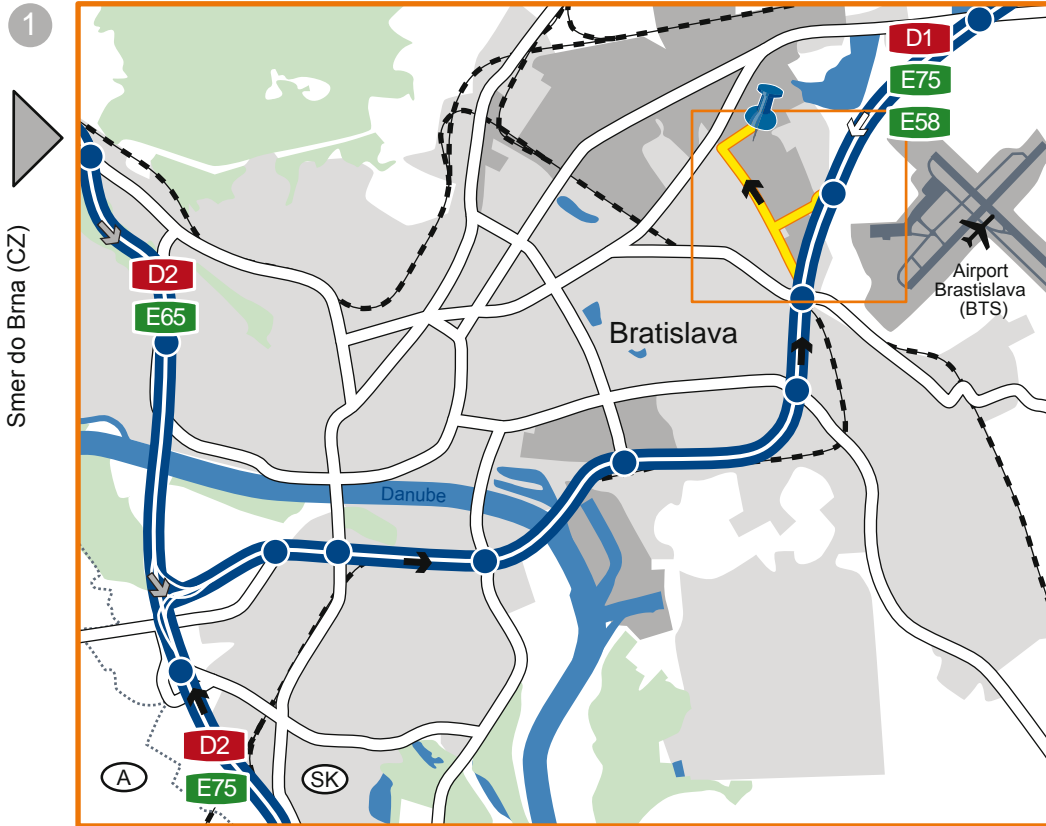 1
Smer do Brna (CZ)
D1
E75
E58
D2
E65
Airport
Brastislava
(BTS)
Bratislava
Danube
D2
E75
A
SK